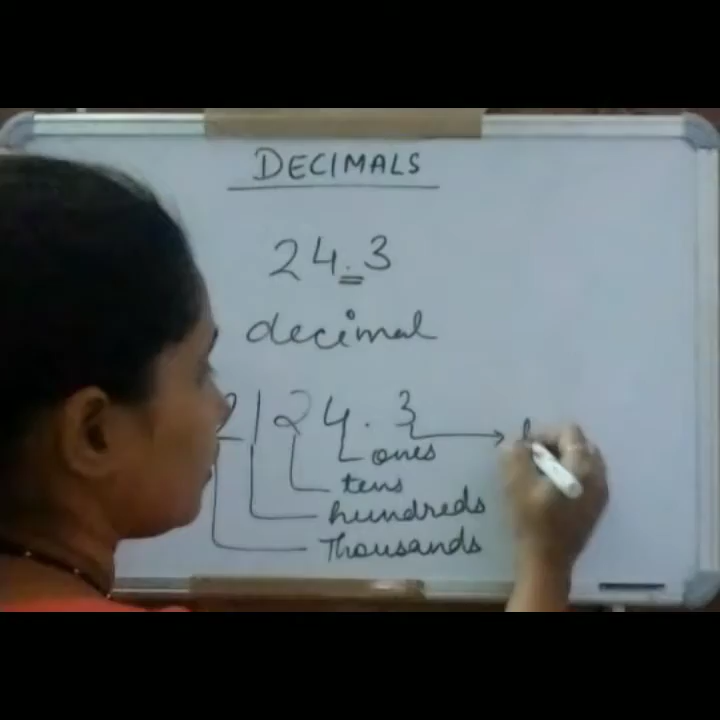 DECIMALS
24.3
decimal
2124.3
ones
tens
hundreds
Thousands